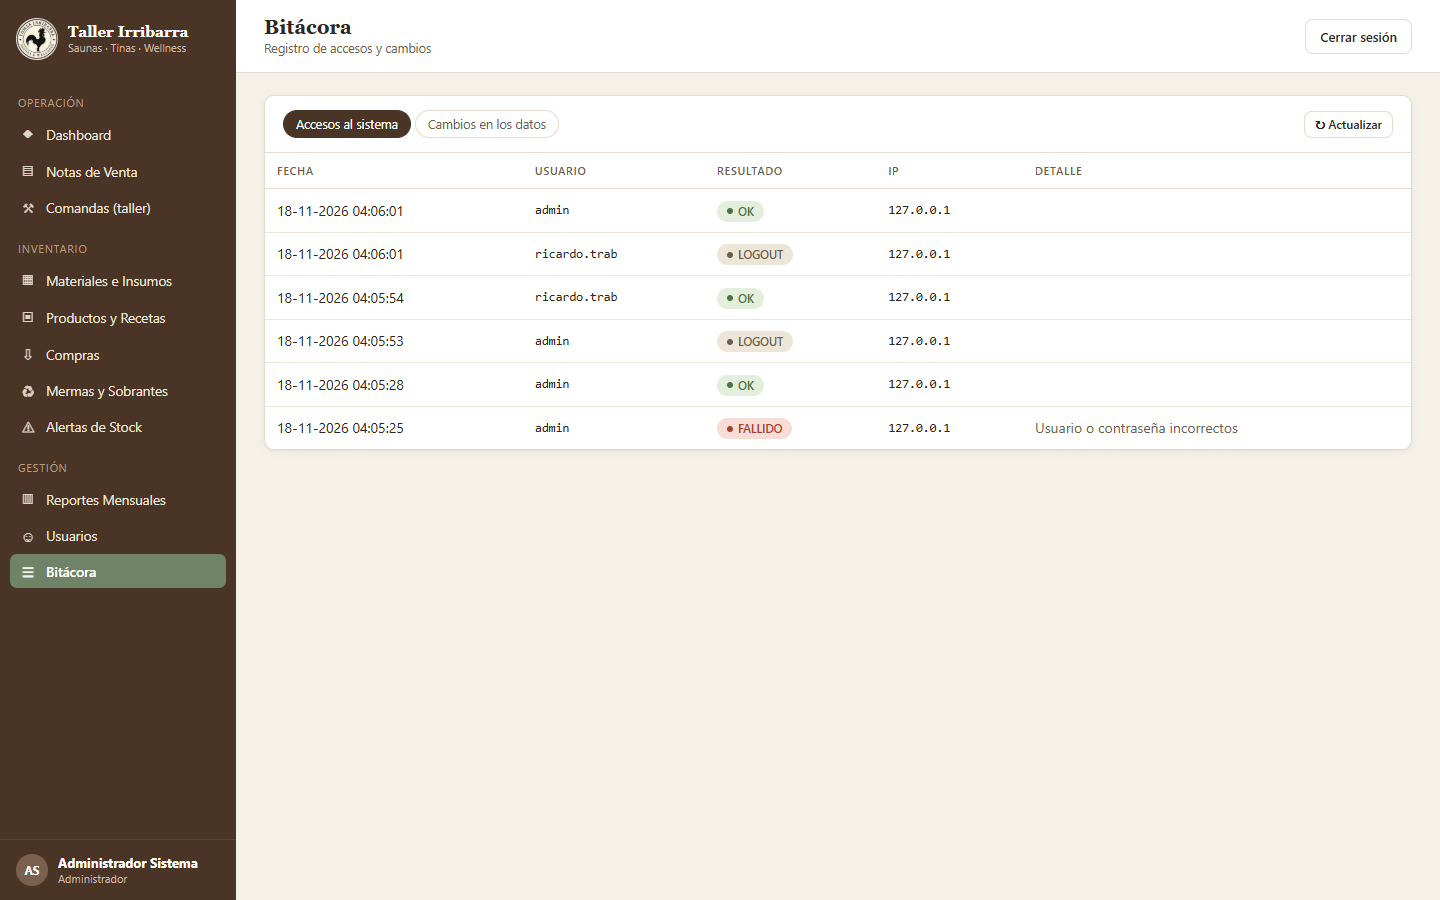 Taller Irribarra
Saunas · Tinas · Wellness
OPERACIÓN
Dashboard
Notas de Venta
Comandas (taller)
INVENTARIO
Materiales e Insumos
Productos y Recetas
Compras
Mermas y Sobrantes
Alertas de Stock
GESTIÓN
Reportes Mensuales
Usuarios
Bitácora
AS
Administrador Sistema
Administrador
Bitácora
Registro de accesos y cambios
Cerrar sesión
Accesos al sistema Cambios en los datos
↻ Actualizar
FECHA USUARIO RESULTADO IP DETALLE
18-11-2026 04:06:01 admin OK 127.0.0.1
18-11-2026 04:06:01 ricardo.trab LOGOUT 127.0.0.1
18-11-2026 04:05:54 ricardo.trab OK 127.0.0.1
18-11-2026 04:05:53 admin LOGOUT 127.0.0.1
18-11-2026 04:05:28 admin OK 127.0.0.1
18-11-2026 04:05:25 admin FALLIDO 127.0.0.1 Usuario o contraseña incorrectos